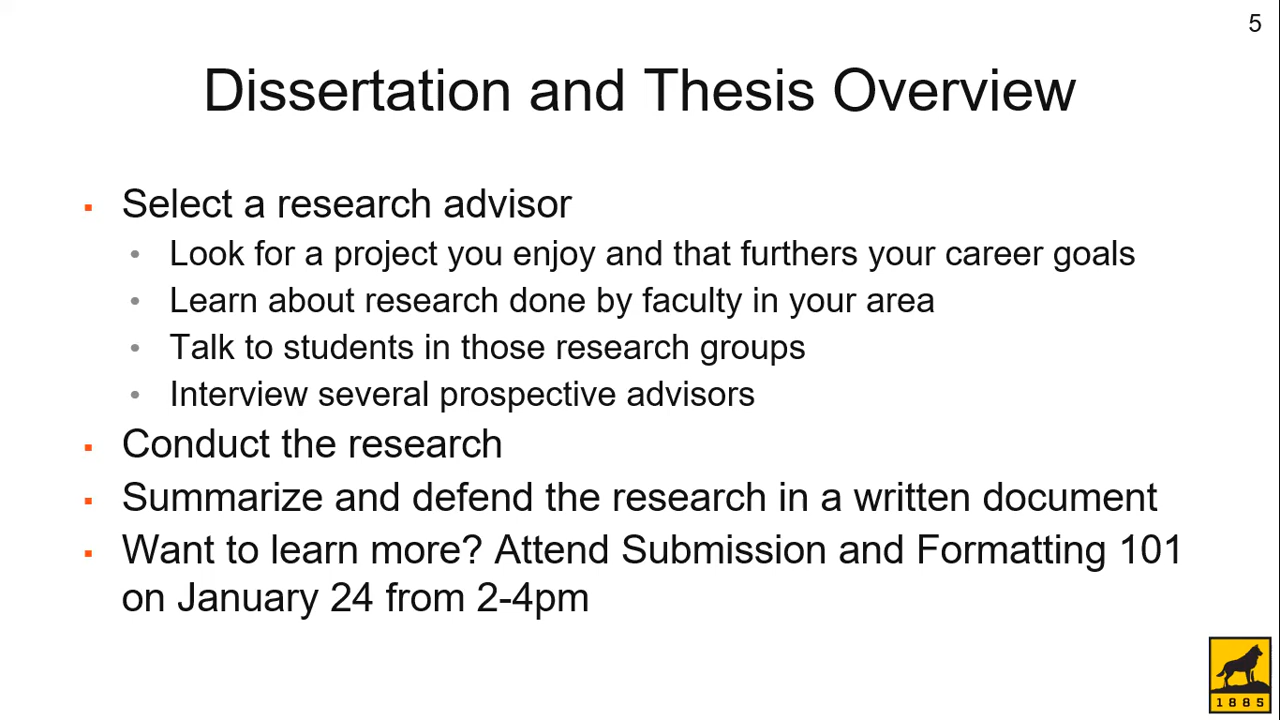 5
Dissertation and Thesis Overview
▪ Select a research advisor
• Look for a project you enjoy and that furthers your career goals
• Learn about research done by faculty in your area
• Talk to students in those research groups
• Interview several prospective advisors
▪ Conduct the research
▪ Summarize and defend the research in a written document
▪ Want to learn more? Attend Submission and Formatting 101
on January 24 from 2-4pm
1885